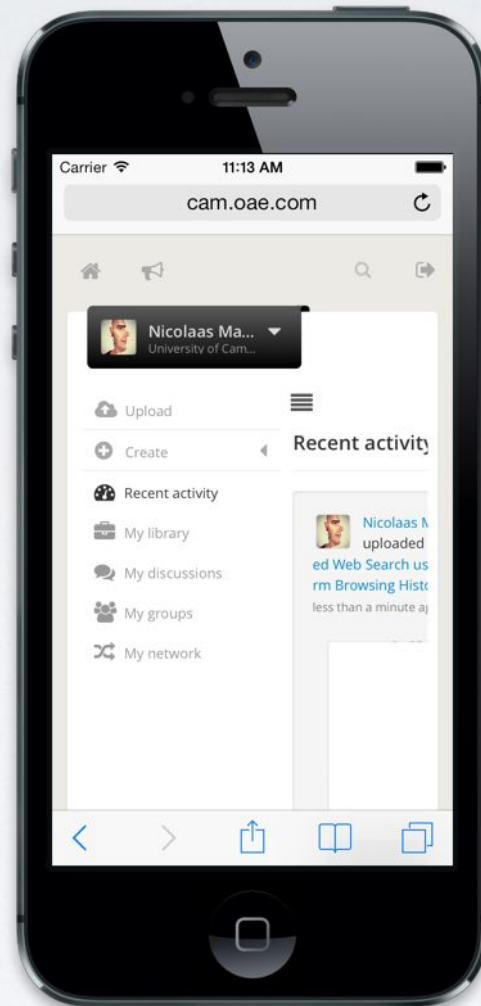 Carrier 11:13 AM
cam.oae.com
Nicolaas Ma...
University of Cam...
Upload
Create
Recent activity
My library
My discussions
My groups
My network
Recent activity
Nicolaas
uploaded
ed Web Search us
rm Browsing Histo
less than a minute ag